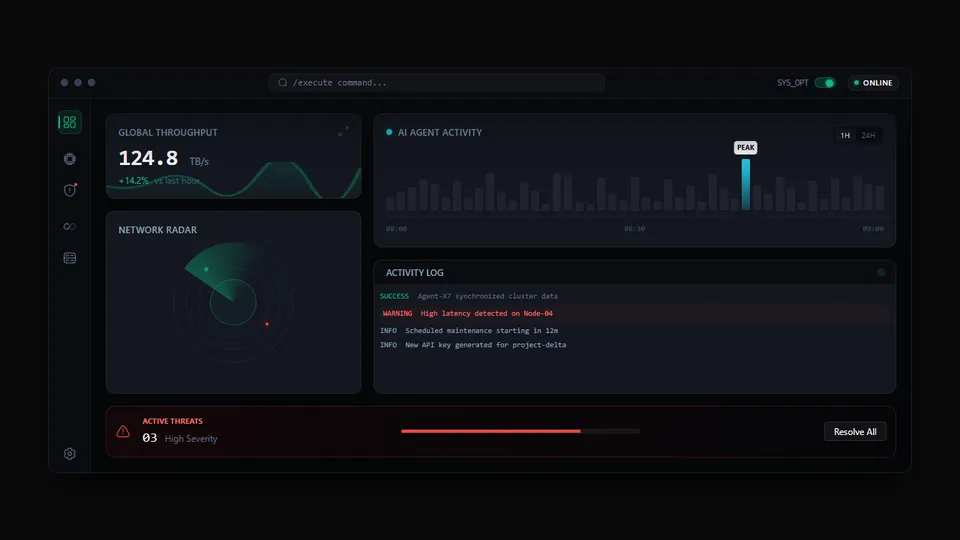 /execute command...
SYS_OPT
ONLINE
GLOBAL THROUGHPUT
124.8 TB/s
+14.2% vs last hour
AI AGENT ACTIVITY
1H 24H
PEAK
08:00 08:30 09:00
NETWORK RADAR
ACTIVITY LOG
SUCCESS Agent-X7 synchronized cluster data
WARNING High latency detected on Node-04
INFO Scheduled maintenance starting in 12m
INFO New API key generated for project-delta
ACTIVE THREATS
03 High Severity
Resolve All